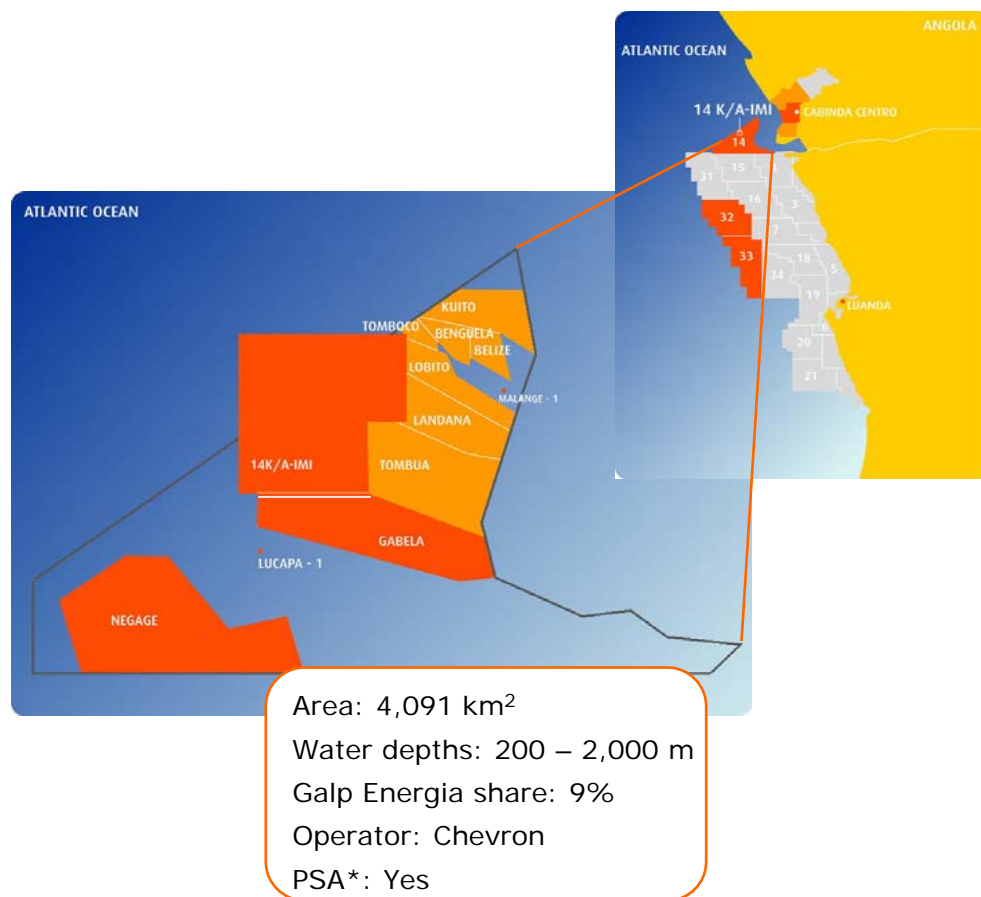 ANGOLA
ATLANTIC OCEAN
14 K/A-IMI
CABINDA CENTRO
14
31
15
16
3
32
7
33
18
34
5
19
LUANDA
6
20
21
ATLANTIC OCEAN
KUITO
TOMBOCO
BENGUELA
BELIZE
LOBITO
MALANGE - 1
LANDANA
14K/A-IMI
TOMBUA
GABELA
LUCAPA - 1
NEGAGE
Area: 4,091 km²
Water depths: 200 – 2,000 m
Galp Energia share: 9%
Operator: Chevron
PSA*: Yes